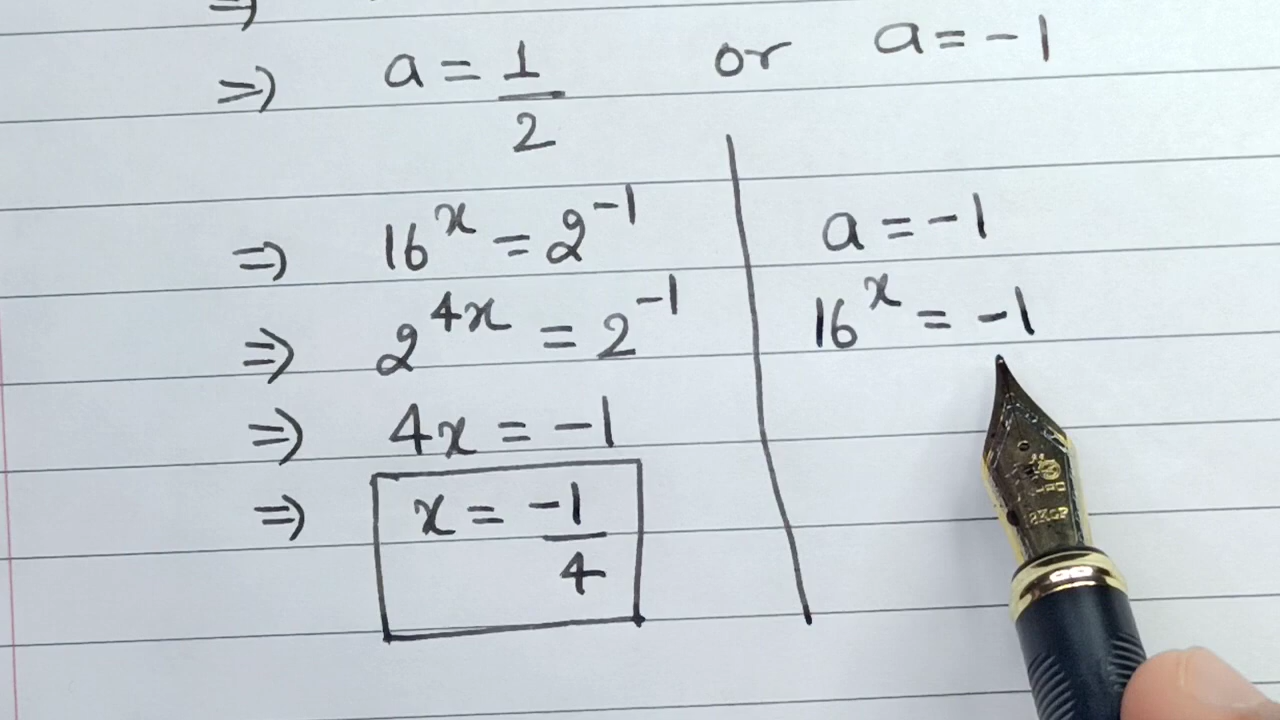 ⇒
⇒ a = 1/2 or a = -1
⇒ 16^x = 2^-1
a = -1
⇒ 2^4x = 2^-1
16^x = -1
⇒ 4x = -1
⇒ x = -1/4